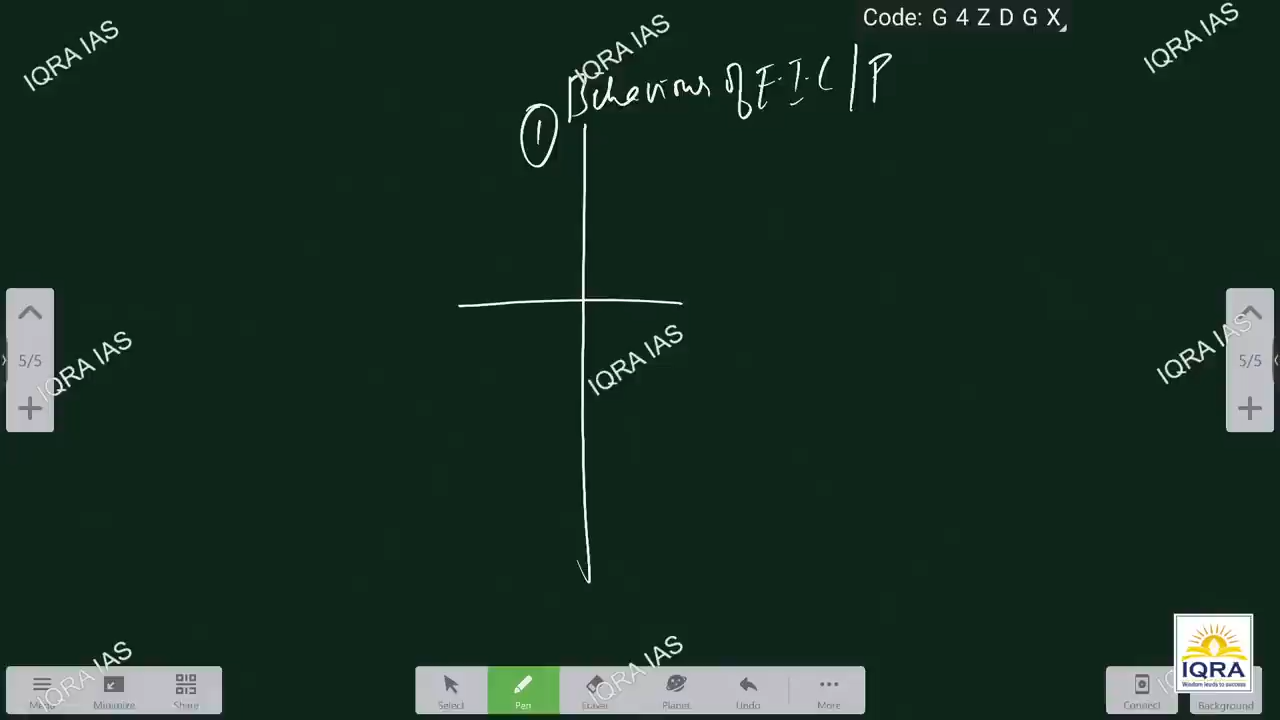 Code: G 4 Z D G X
IQRA IAS
IQRA IAS
IQRA IAS
① Behaviour of E.I.C / P
5/5
5/5
IQRA IAS
IQRA IAS
IQRA IAS
IQRA IAS
IQRA IAS
IQRA
Wisdom leads to success
Menu
Minimize
Share
Select
Pen
Eraser
Planet
Undo
More
Connect
Background